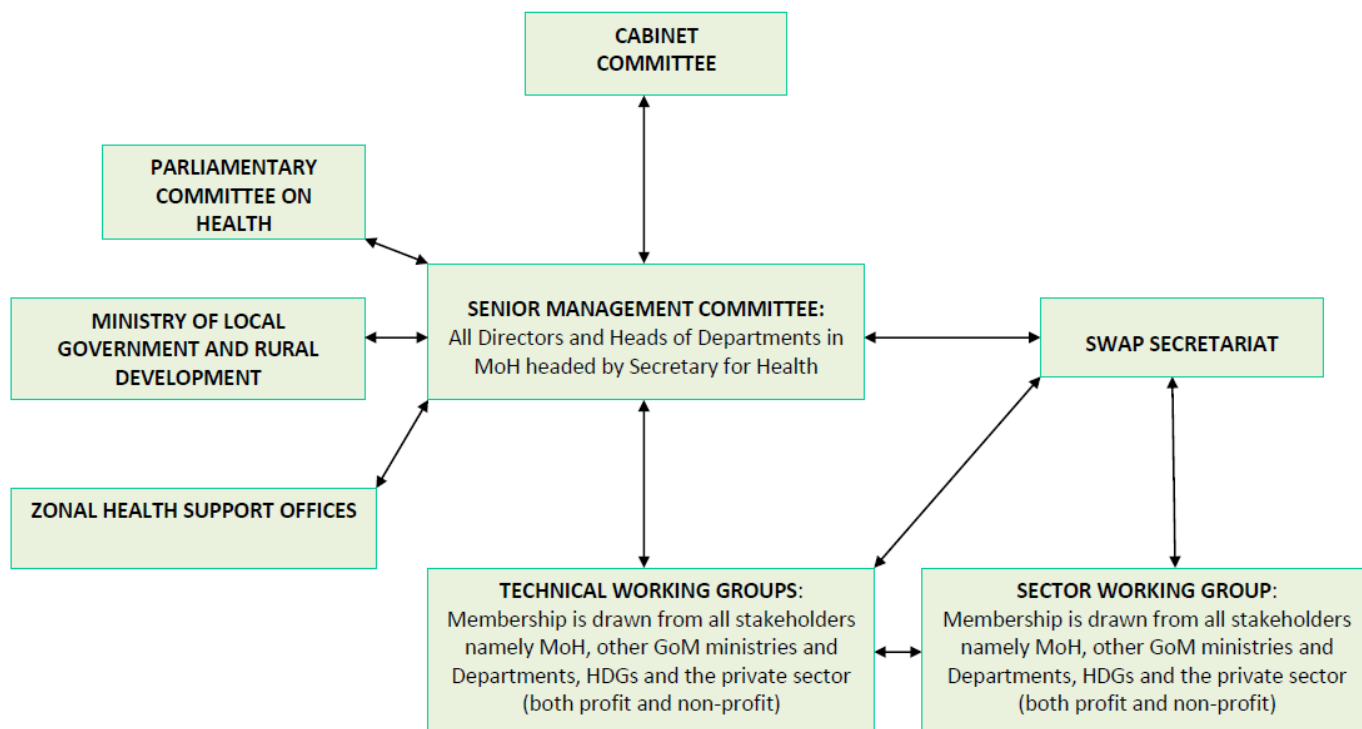 CABINET
COMMITTEE
PARLIAMENTARY
COMMITTEE ON
HEALTH
SENIOR MANAGEMENT COMMITTEE:
All Directors and Heads of Departments in
MoH headed by Secretary for Health
MINISTRY OF LOCAL
GOVERNMENT AND RURAL
DEVELOPMENT
SWAP SECRETARIAT
ZONAL HEALTH SUPPORT OFFICES
TECHNICAL WORKING GROUPS:
Membership is drawn from all stakeholders
namely MoH, other GoM ministries and
Departments, HDGs and the private sector
(both profit and non-profit)
SECTOR WORKING GROUP:
Membership is drawn from all stakeholders
namely MoH, other GoM ministries and
Departments, HDGs and the private sector
(both profit and non-profit)